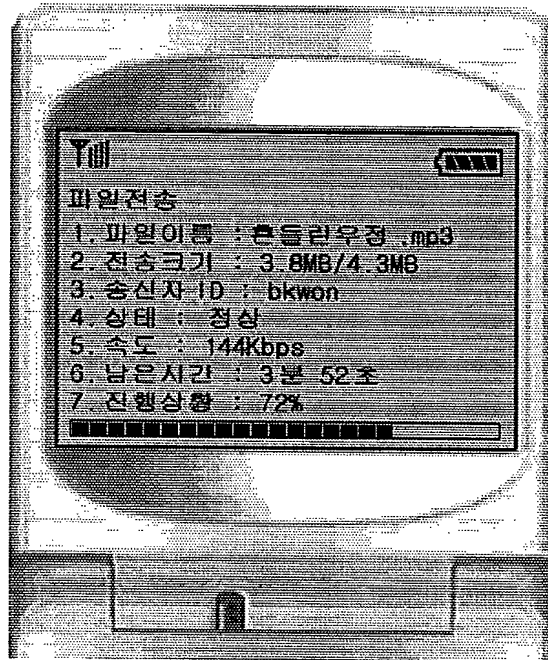 파일전송
1. 파일이름 : 흔들린우정 .mp3
2. 전송크기 : 3.8MB/4.3MB
3. 송신자 ID : bkwon
4. 상태 : 정상
5. 속도 : 144Kbps
6. 남은시간 : 3분 52초
7. 진행상황 : 72%